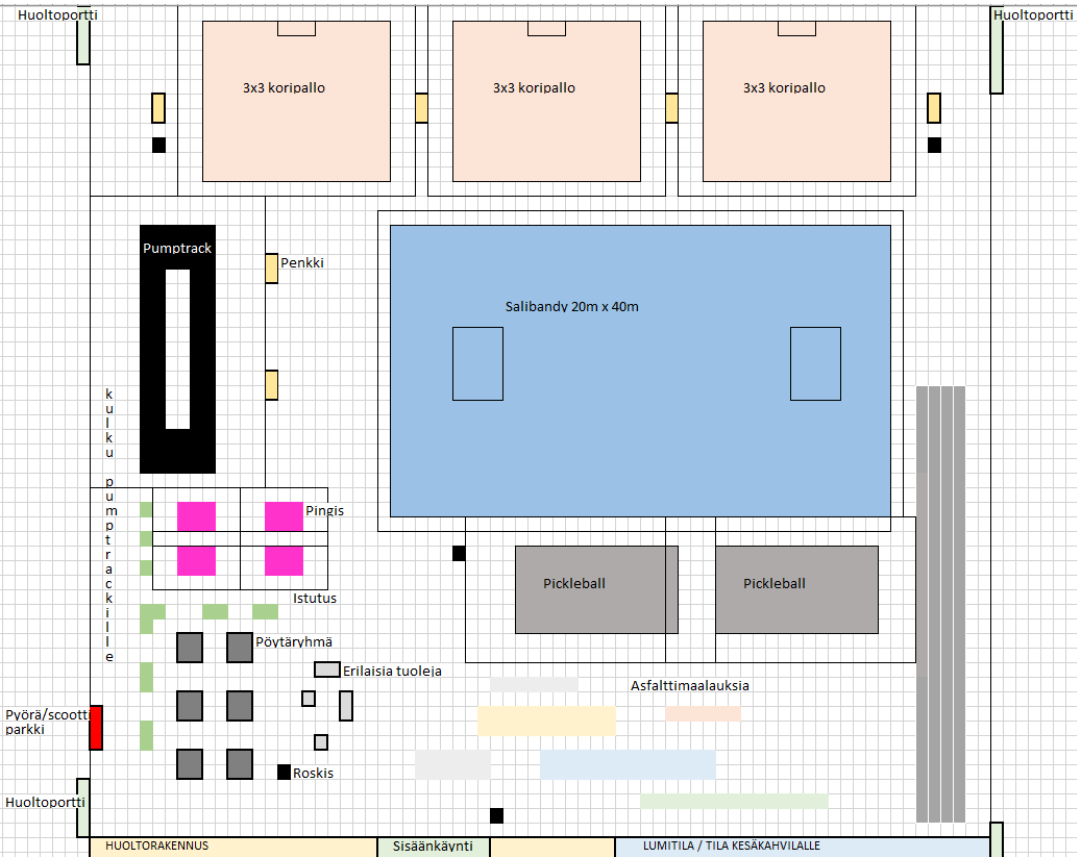 Huoltoportti
Huoltoportti
3x3 koripallo
3x3 koripallo
3x3 koripallo
Pumptrack
Penkki
Salibandy 20m x 40m
kulku pumptrackille
Pingis
Pickleball
Pickleball
Istutus
Pöytäryhmä
Erilaisia tuoleja
Asfalttimaalauksia
Pyörä/scootti
parkki
Roskis
Huoltoportti
HUOLTORAKENNUS
Sisäänkäynti
LUMITILA / TILA KESÄKAHVILALLE